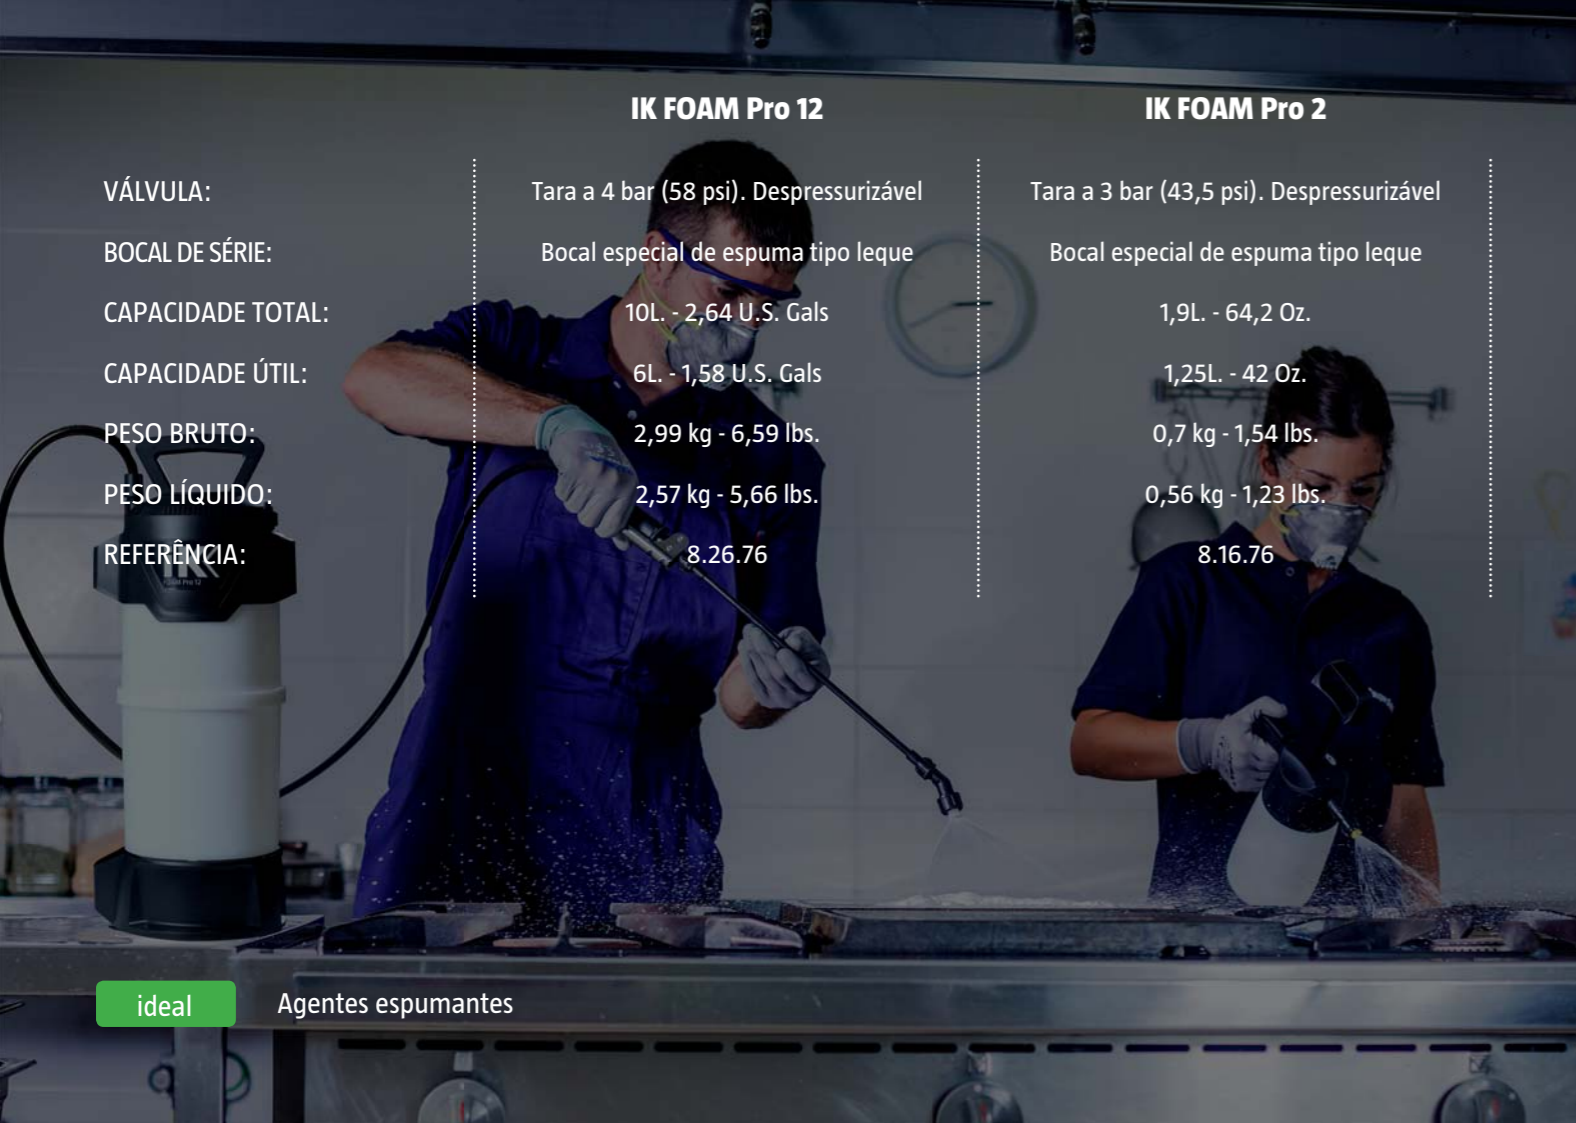 IK FOAM Pro 12 IK FOAM Pro 2
VÁLVULA: Tara a 4 bar (58 psi). Despressurizável Tara a 3 bar (43,5 psi). Despressurizável
BOCAL DE SÉRIE: Bocal especial de espuma tipo leque Bocal especial de espuma tipo leque
CAPACIDADE TOTAL: 10L. - 2,64 U.S. Gals 1,9L. - 64,2 Oz.
CAPACIDADE ÚTIL: 6L. - 1,58 U.S. Gals 1,25L. - 42 Oz.
PESO BRUTO: 2,99 kg - 6,59 lbs. 0,7 kg - 1,54 lbs.
PESO LÍQUIDO: 2,57 kg - 5,66 lbs. 0,56 kg - 1,23 lbs.
REFERÊNCIA: 8.26.76 8.16.76
IK
FOAM Pro 12
ideal Agentes espumantes